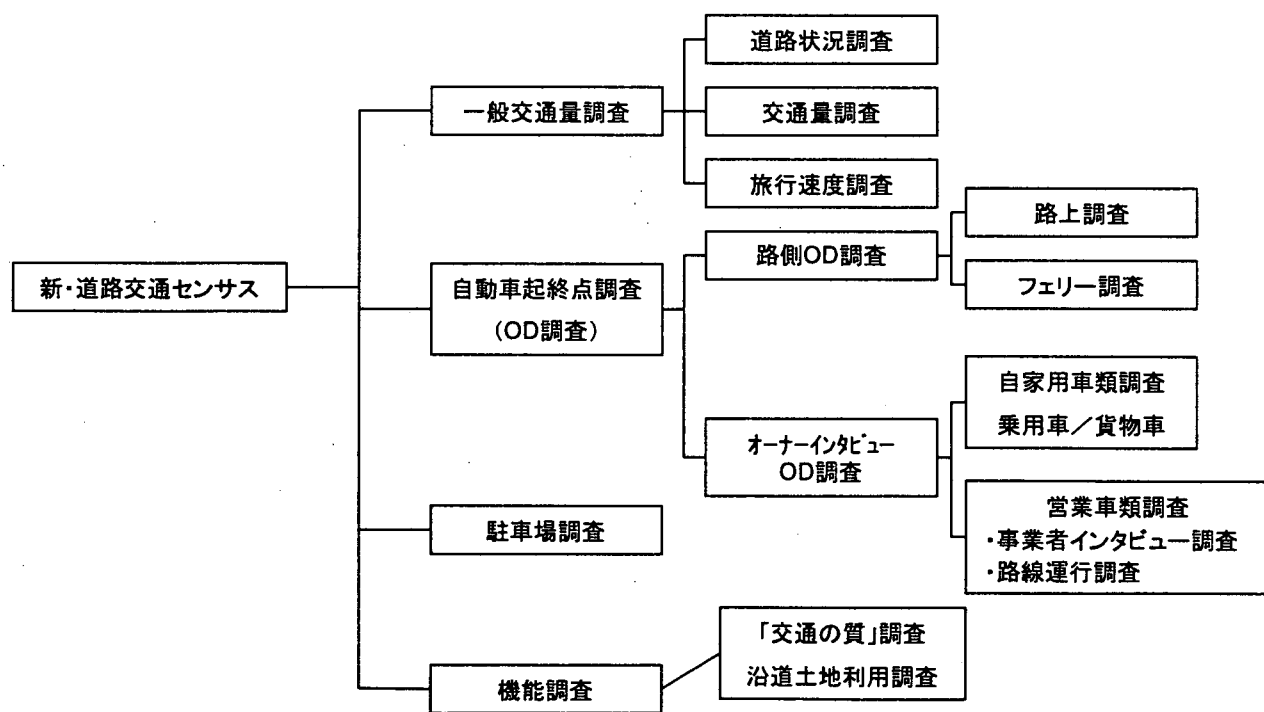 新・道路交通センサス
一般交通量調査
道路状況調査
交通量調査
旅行速度調査
自動車起終点調査
(OD調査)
路側OD調査
路上調査
フェリー調査
オーナーインタビュー
OD調査
自家用車類調査
乗用車／貨物車
営業車類調査
・事業者インタビュー調査
・路線運行調査
駐車場調査
機能調査
「交通の質」調査
沿道土地利用調査